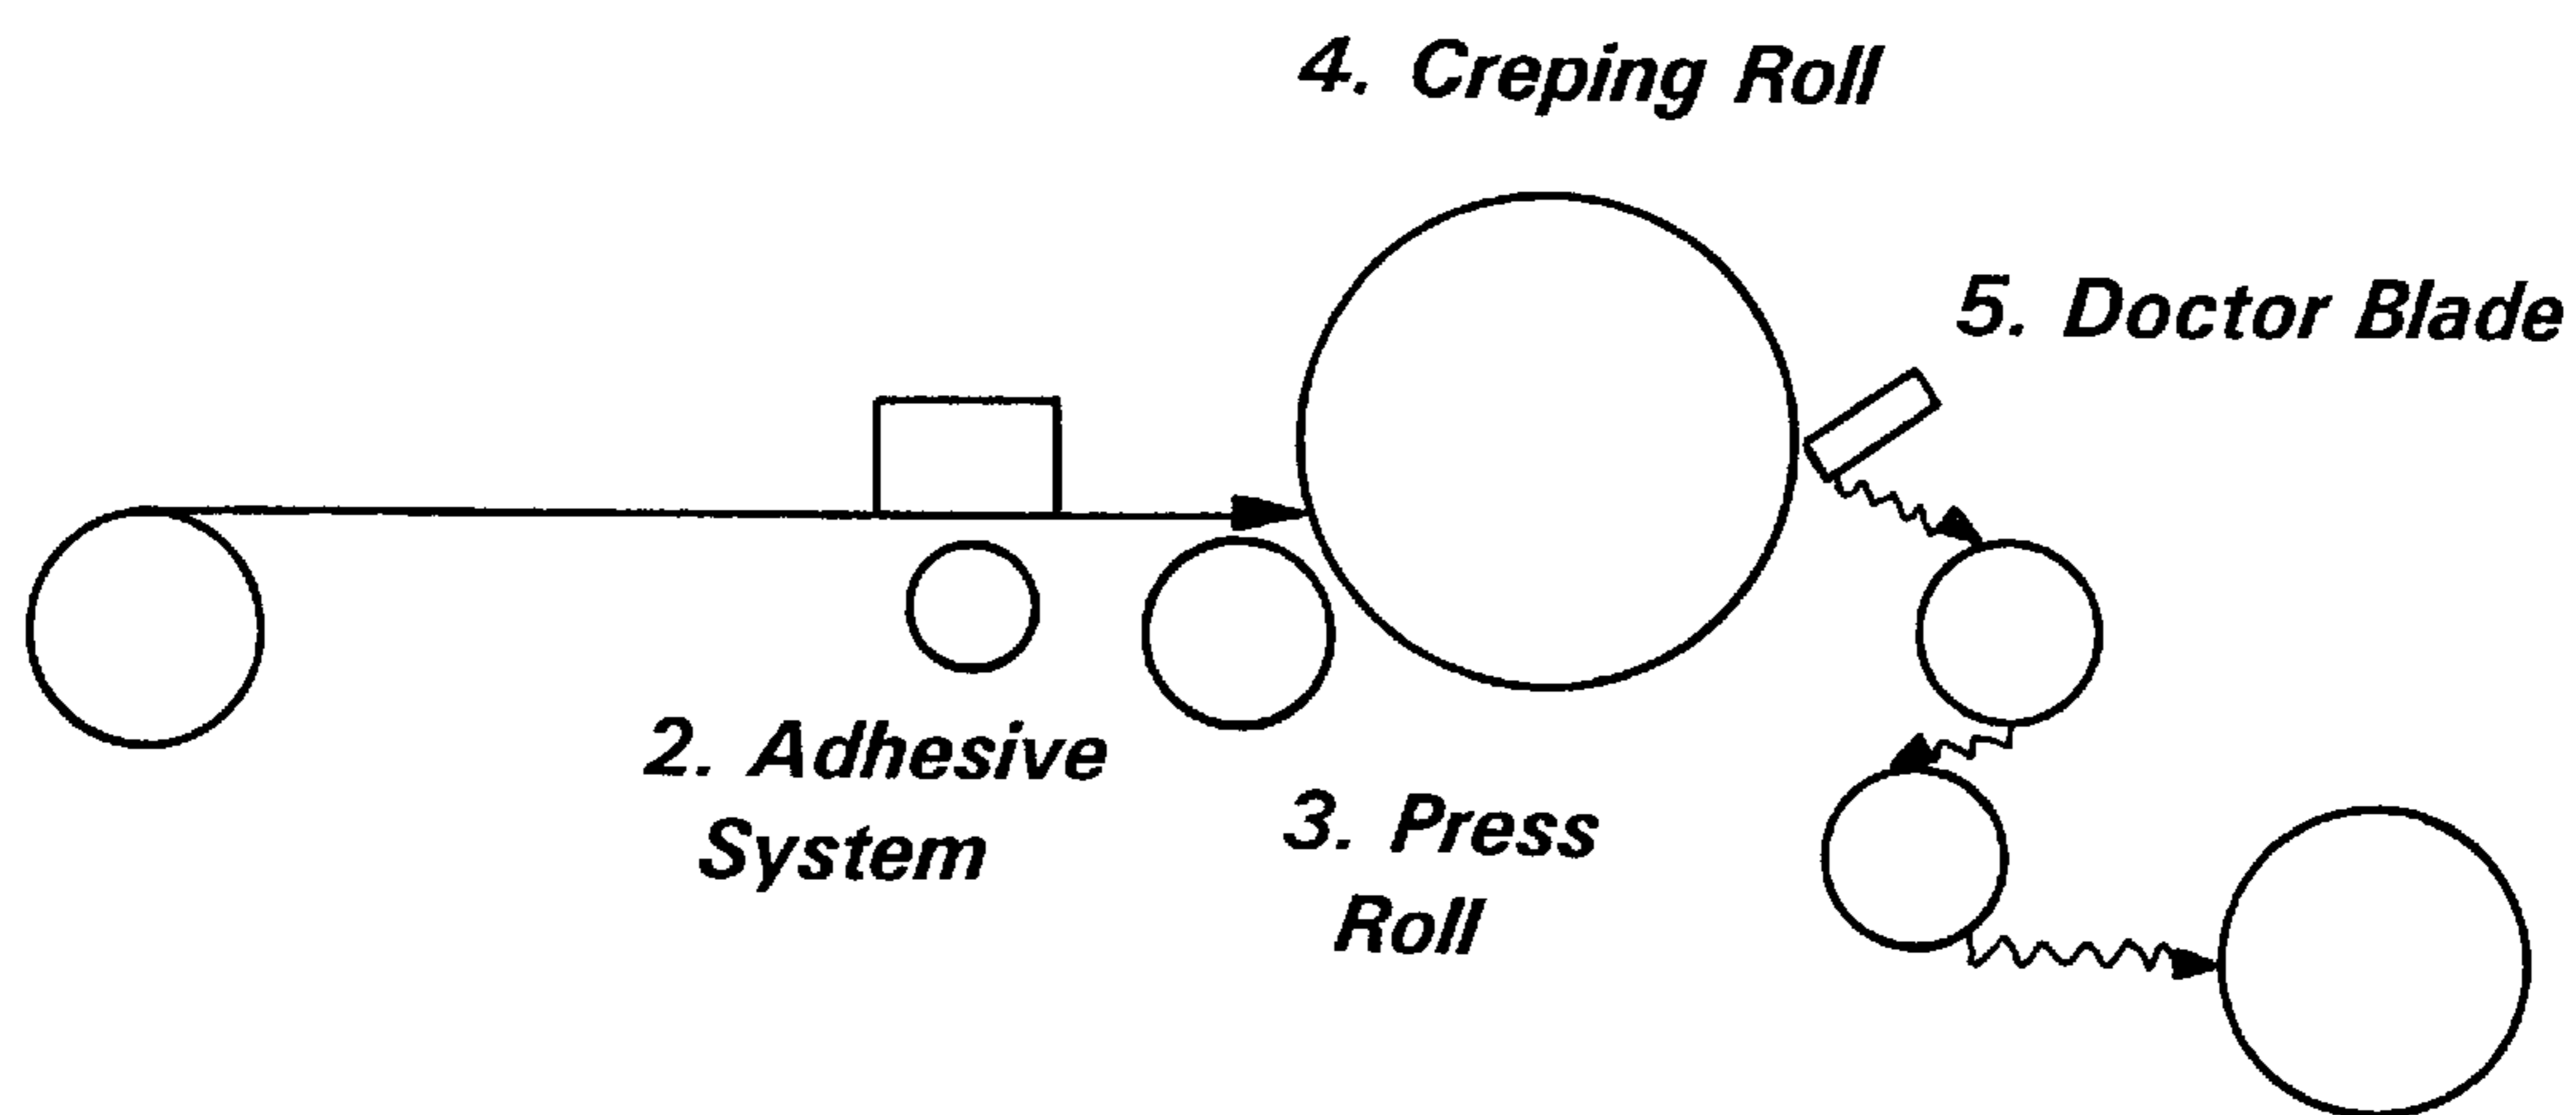 4. Creping Roll
5. Doctor Blade
2. Adhesive
System
3. Press
Roll